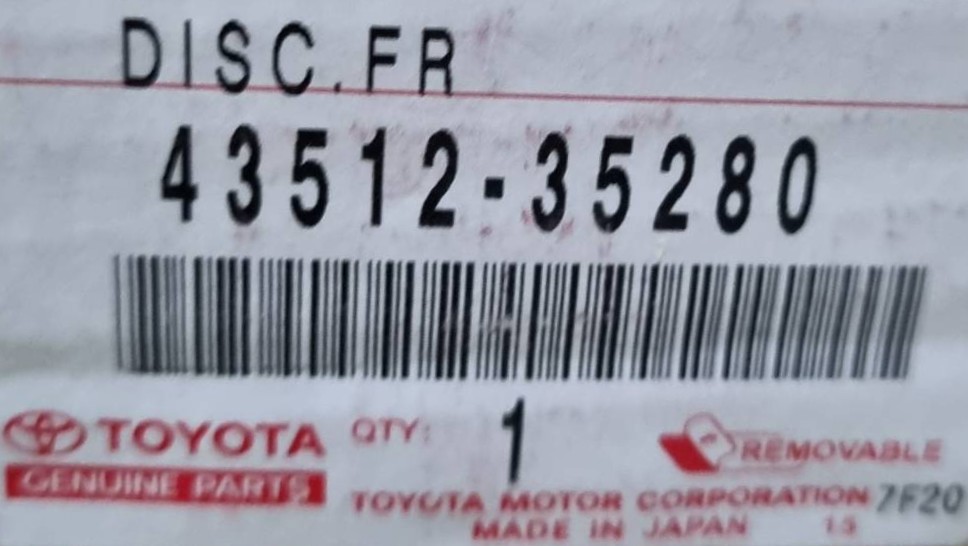 DISC.FR
43512-35280
TOYOTA QTY: 1 REMOVABLE
GENUINE PARTS
TOYOTA MOTOR CORPORATION 7F20
MADE IN JAPAN